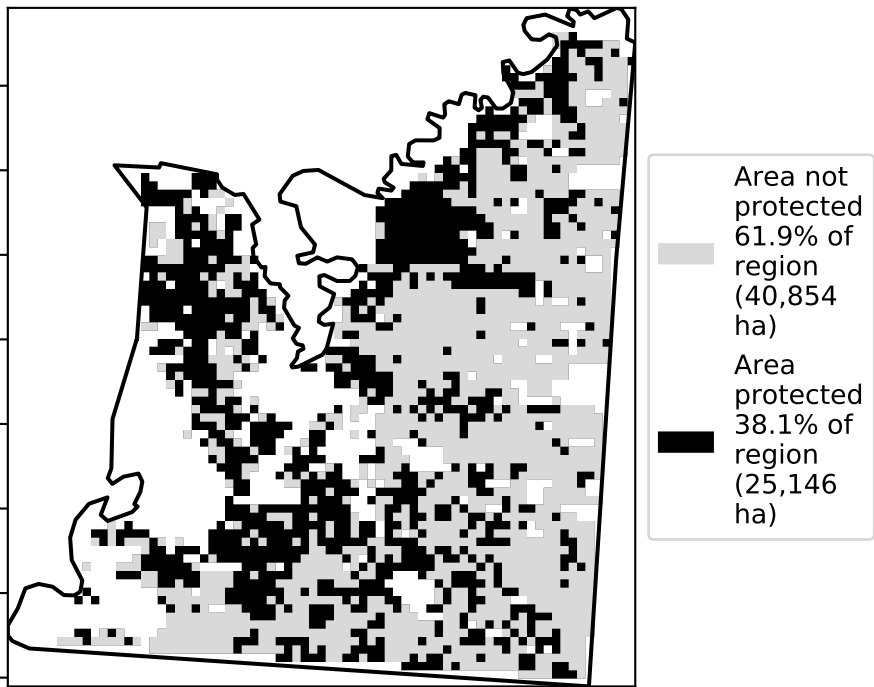 Area not
protected
61.9% of
region
(40,854
ha)
Area
protected
38.1% of
region
(25,146
ha)